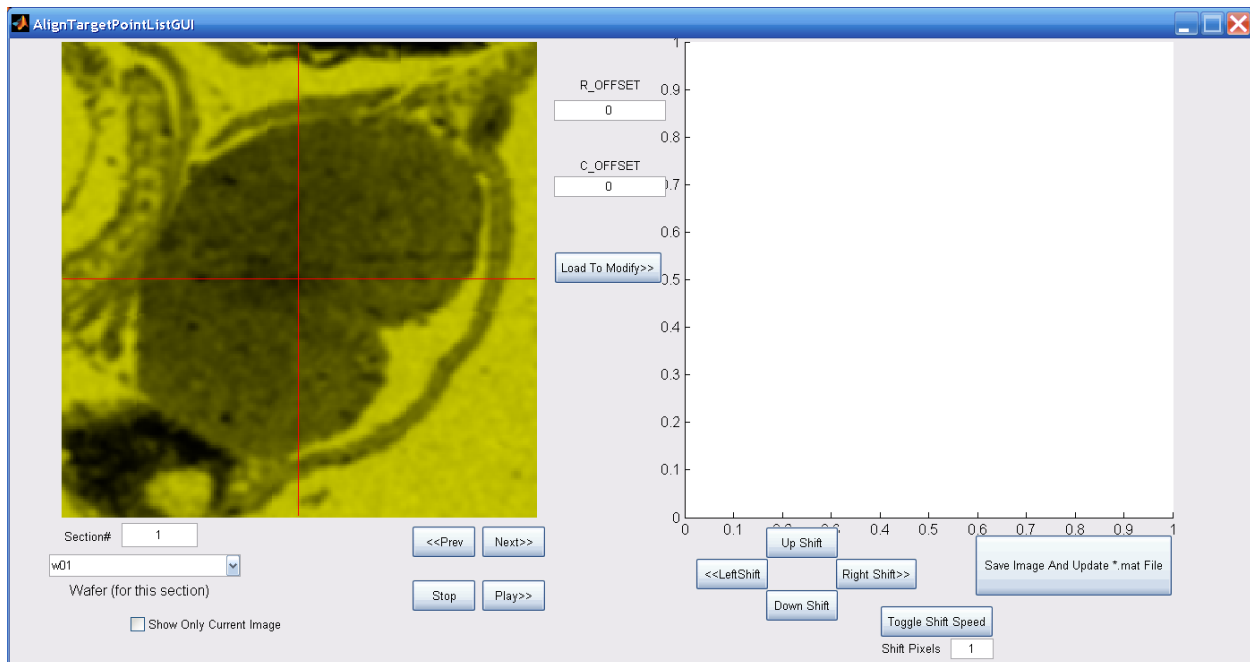 AlignTargetPointListGUI
R_OFFSET
0
C_OFFSET
0
Load To Modify>>
1
0.9
0.8
0.7
0.6
0.5
0.4
0.3
0.2
0.1
0
0 0.1 0.2 0.3 0.4 0.5 0.6 0.7 0.8 0.9 1
Section# 1
w01
Wafer (for this section)
Show Only Current Image
<<Prev Next>>
Stop Play>>
Up Shift
<<LeftShift Right Shift>>
Down Shift
Save Image And Update *.mat File
Toggle Shift Speed
Shift Pixels 1